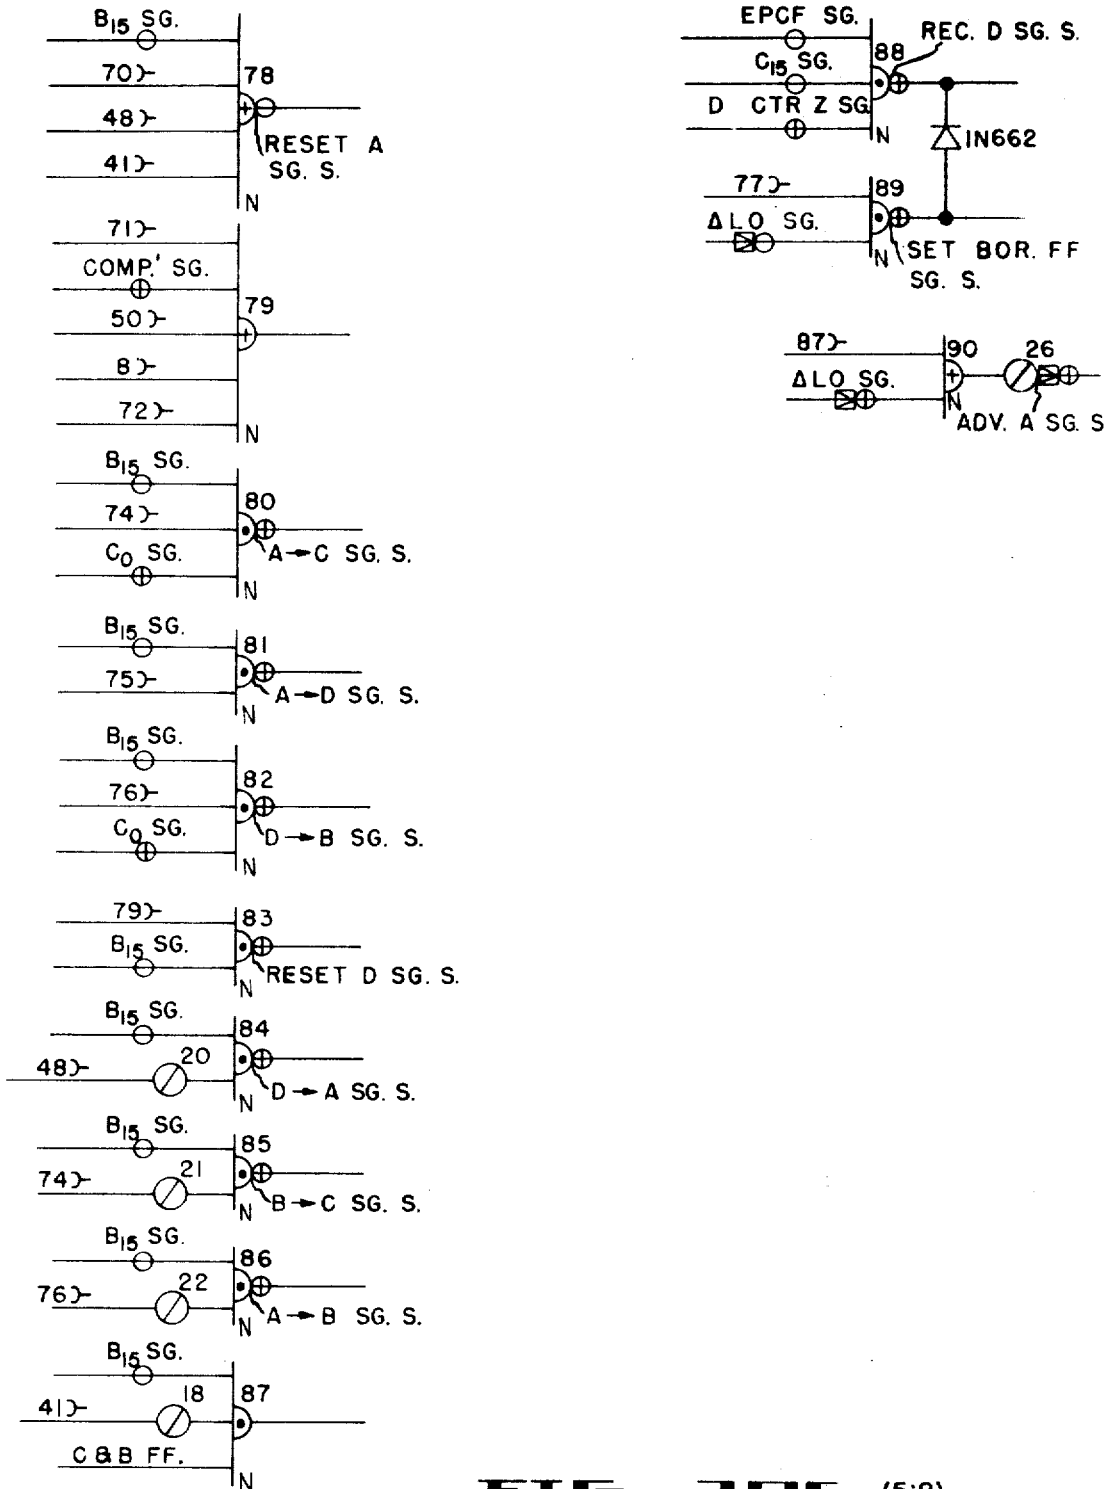 B15 SG.
70
78
48
RESET A
SG. S.
41
N
71
COMP.' SG.
79
50
8
72
N
B15 SG.
80
74
A→C SG. S.
C0 SG.
N
B15 SG.
81
75
A→D SG. S.
N
B15 SG.
82
76
D→B SG. S.
C0 SG.
N
79
83
B15 SG.
RESET D SG. S.
N
B15 SG.
84
48
20
D→A SG. S.
N
B15 SG.
85
74
21
B→C SG. S.
N
B15 SG.
86
76
22
A→B SG. S.
N
B15 SG.
87
41
18
C & B FF.
N
EPCF SG.
REC. D SG. S.
88
C15 SG.
D CTR Z SG
N
1N662
77
89
ΔLO SG.
SET BOR. FF
SG. S.
N
87
90
26
ΔLO SG.
N
ADV. A SG. S
(5:8)